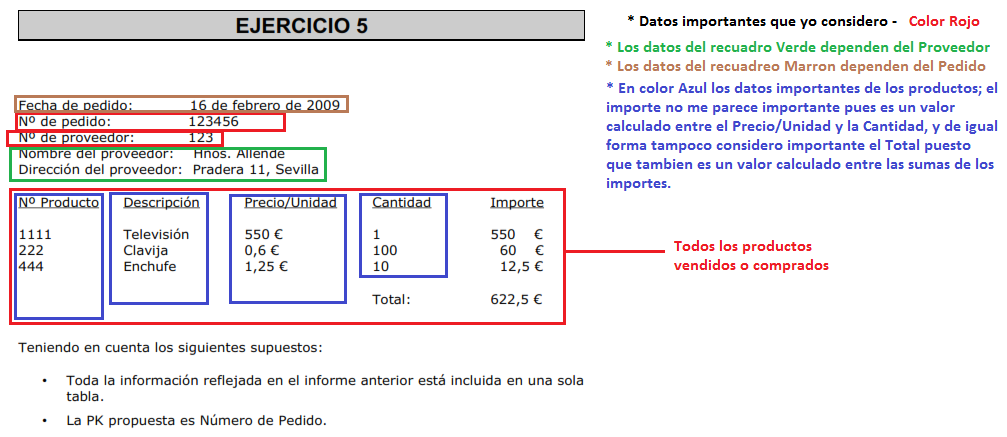 EJERCICIO 5
* Datos importantes que yo considero - Color Rojo
* Los datos del recuadro Verde dependen del Proveedor
* Los datos del recuadreo Marron dependen del Pedido
* En color Azul los datos importantes de los productos; el
importe no me parece importante pues es un valor
calculado entre el Precio/Unidad y la Cantidad, y de igual
forma tampoco considero importante el Total puesto
que tambien es un valor calculado entre las sumas de los
importes.
Fecha de pedido: 16 de febrero de 2009
Nº de pedido: 123456
Nº de proveedor: 123
Nombre del proveedor: Hnos. Allende
Dirección del proveedor: Pradera 11, Sevilla
Nº Producto Descripción Precio/Unidad Cantidad Importe
1111 Televisión 550 € 1 550 €
222 Clavija 0,6 € 100 60 €
444 Enchufe 1,25 € 10 12,5 €
Total: 622,5 €
Todos los productos
vendidos o comprados
Teniendo en cuenta los siguientes supuestos:
• Toda la información reflejada en el informe anterior está incluida en una sola
tabla.
• La PK propuesta es Número de Pedido.